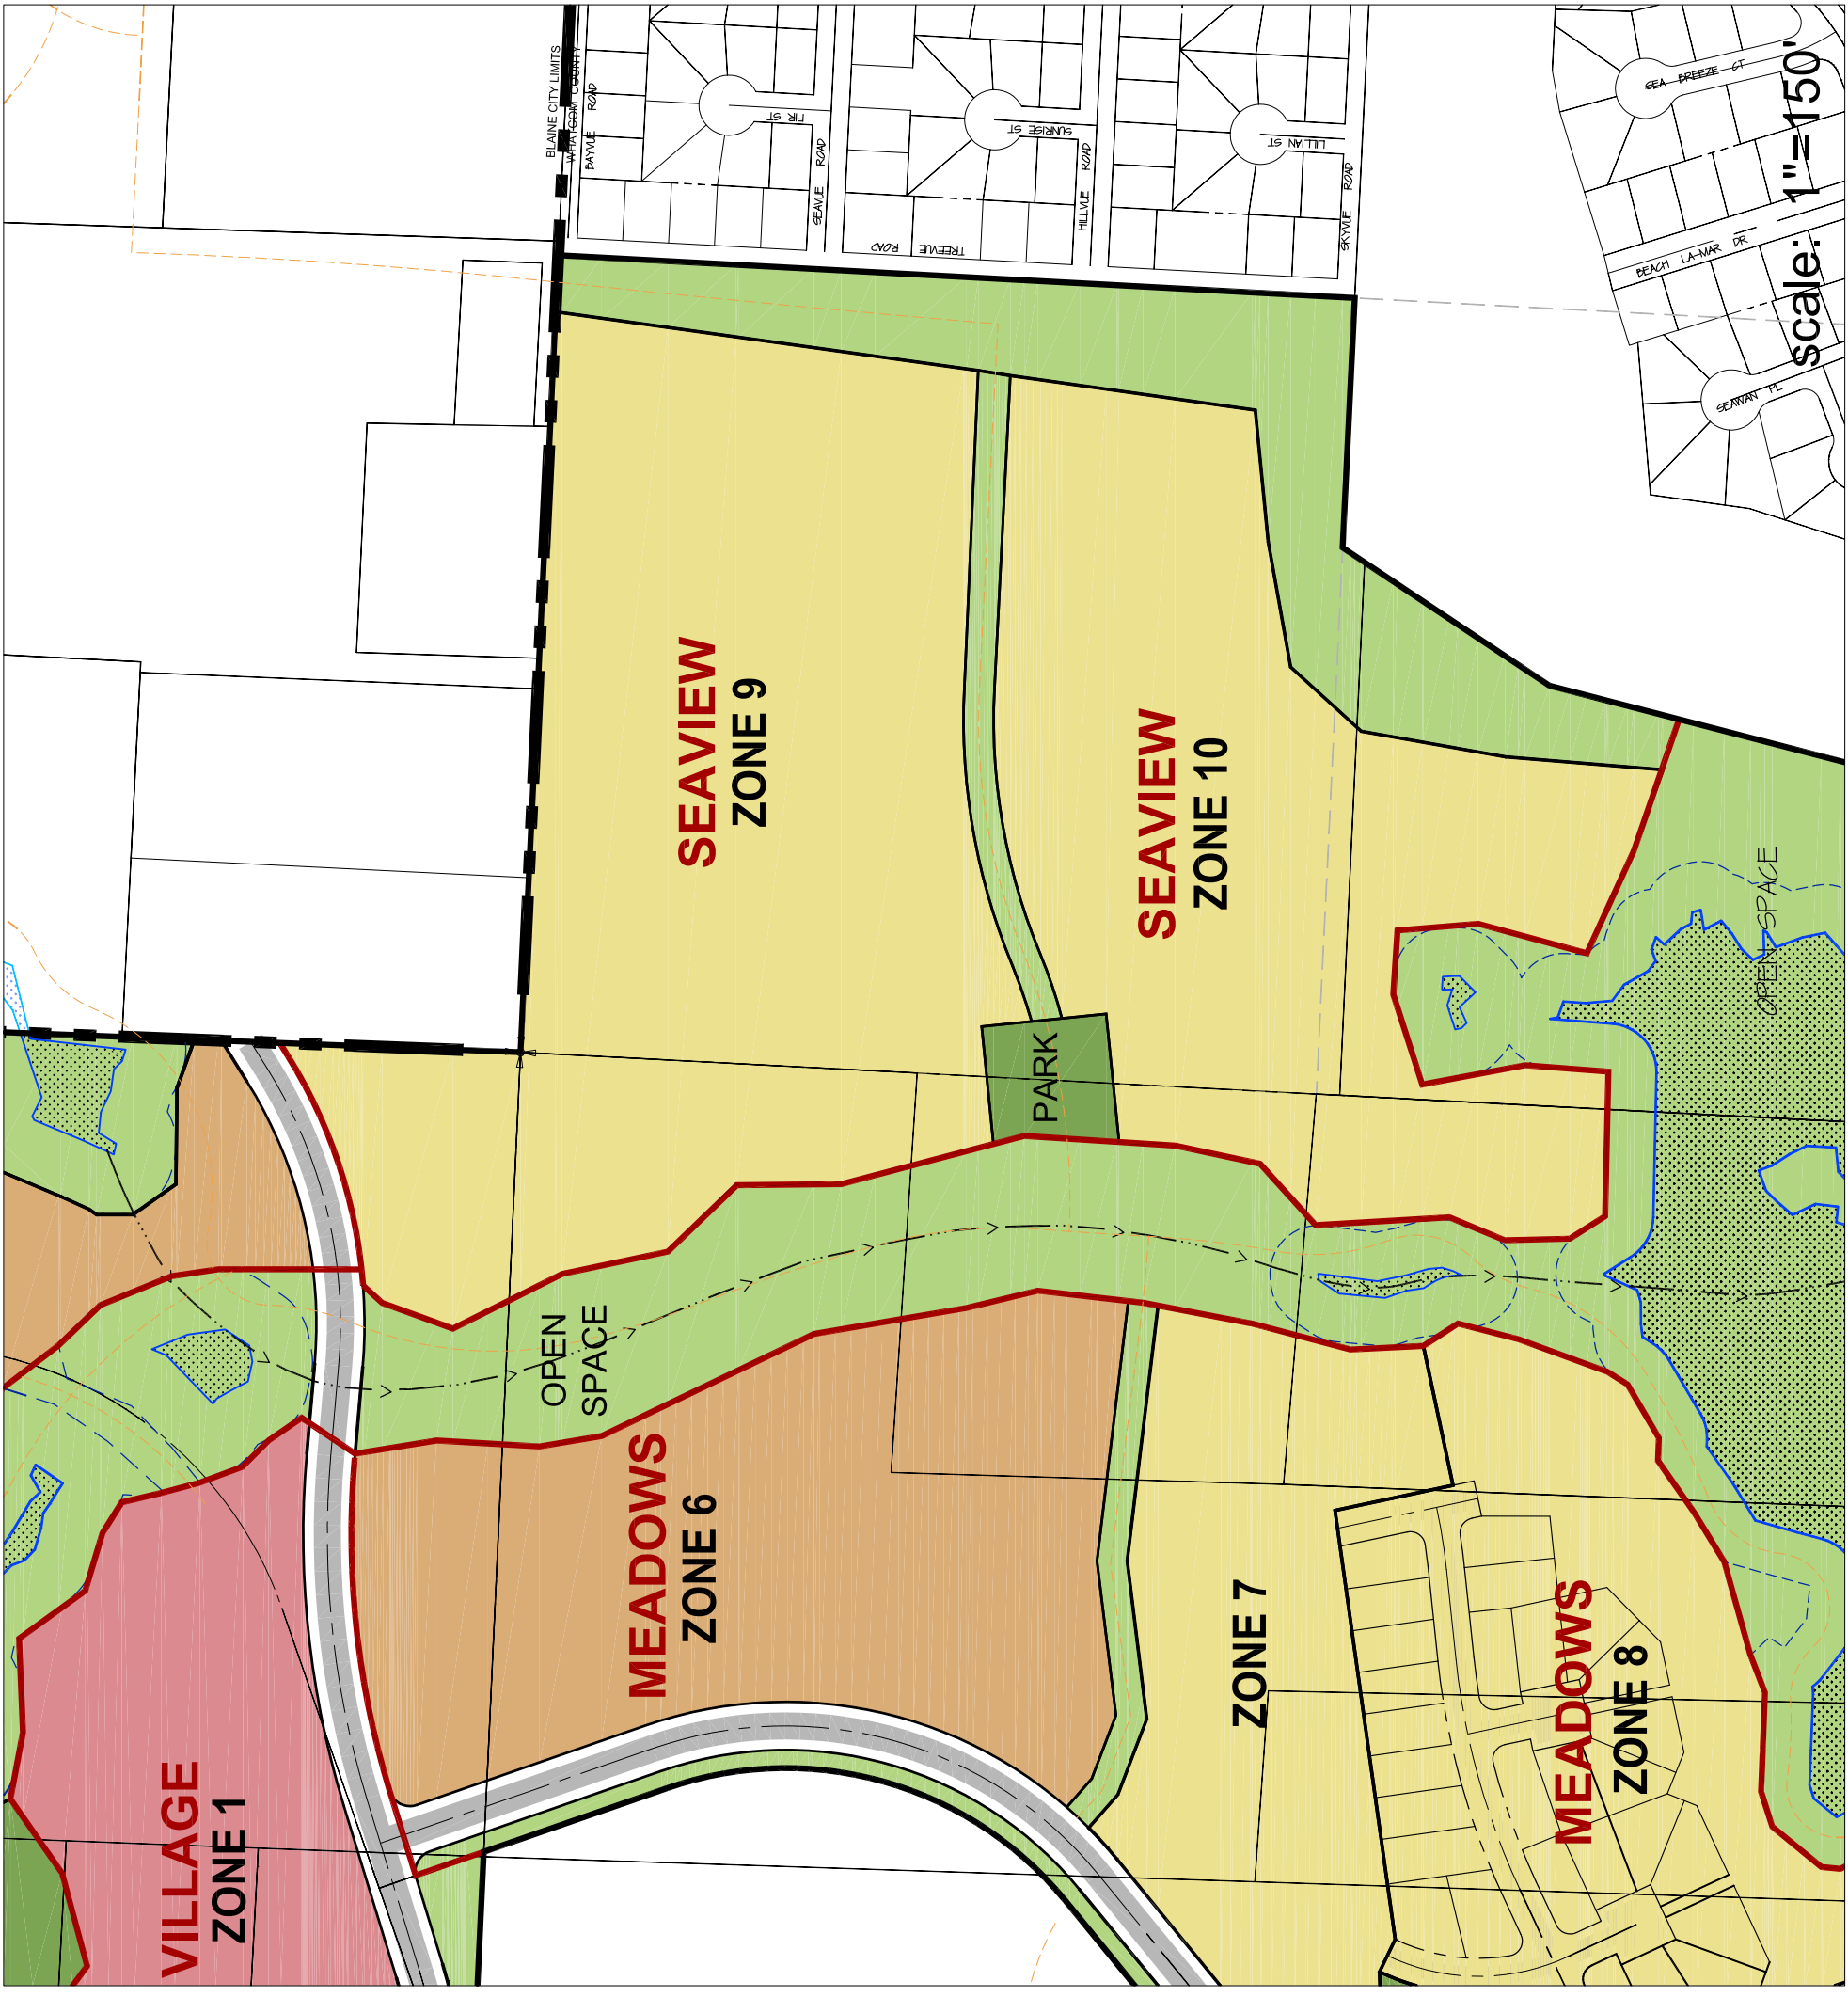 BLAINE CITY LIMITS
WHATCOM COUNTY
BAYVUE ROAD
FIR ST
SEAVUE ROAD
SUNRISE ST
HILLVUE ROAD
LILLIAN ST
SKYVUE ROAD
TREEVUE ROAD
SEA BREEZE CT
BEACH LA-MAR DR
SEAWAN PL
scale: 1"=150'
SEAVIEW
ZONE 9
SEAVIEW
ZONE 10
PARK
OPEN SPACE
OPEN
SPACE
MEADOWS
ZONE 6
ZONE 7
MEADOWS
ZONE 8
VILLAGE
ZONE 1